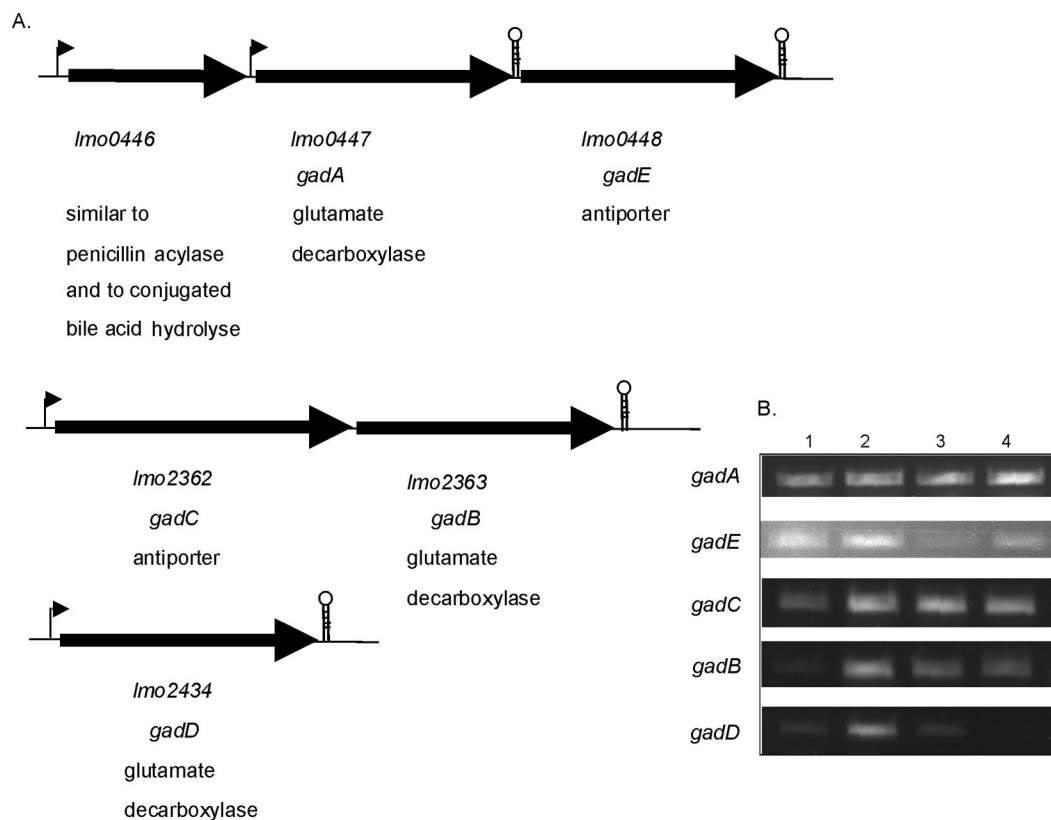 A.
lmo0446 lmo0447 lmo0448
gadA gadE
similar to glutamate antiporter
penicillin acylase decarboxylase
and to conjugated
bile acid hydrolyse
B.
1 2 3 4
lmo2362 lmo2363
gadA
gadC gadB
antiporter glutamate
gadE
decarboxylase
gadC
gadB
lmo2434
gadD
gadD
glutamate
decarboxylase